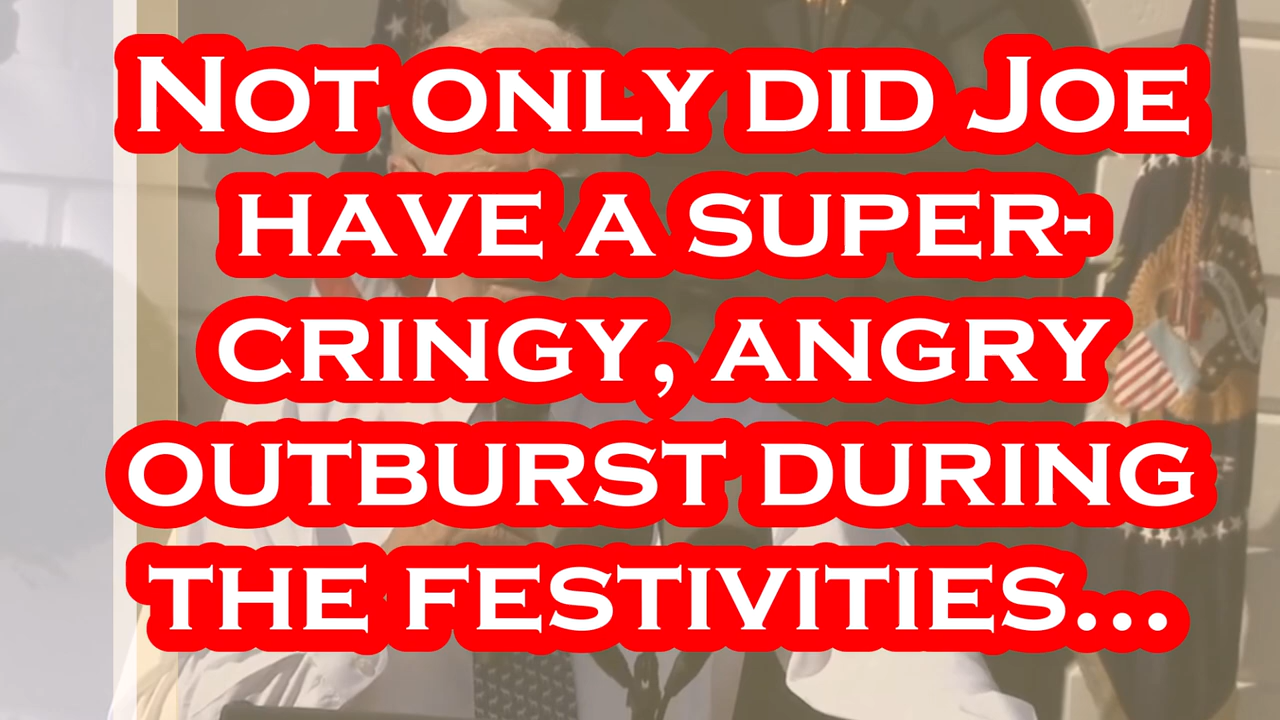 Not only did Joe
have a super-
cringy, angry
outburst during
the festivities...